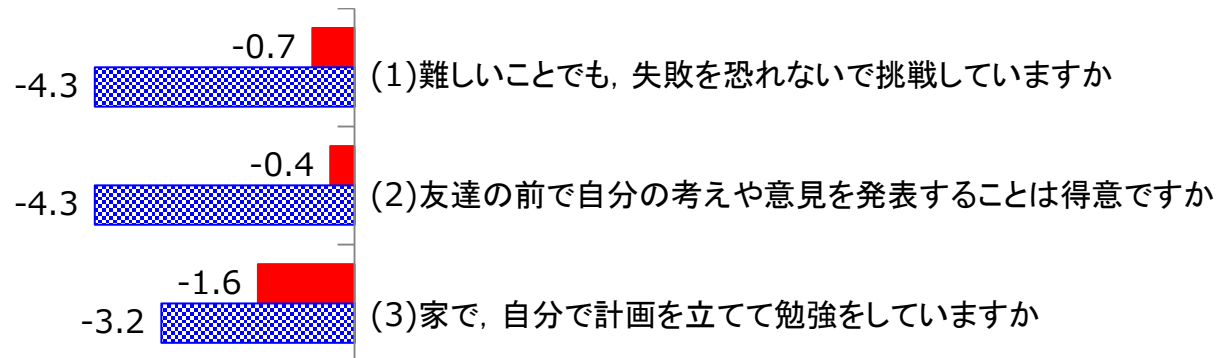 -0.7
-4.3
(1)難しいことでも，失敗を恐れないで挑戦していますか
-0.4
-4.3
(2)友達の前で自分の考えや意見を発表することは得意ですか
-1.6
-3.2
(3)家で，自分で計画を立てて勉強をしていますか